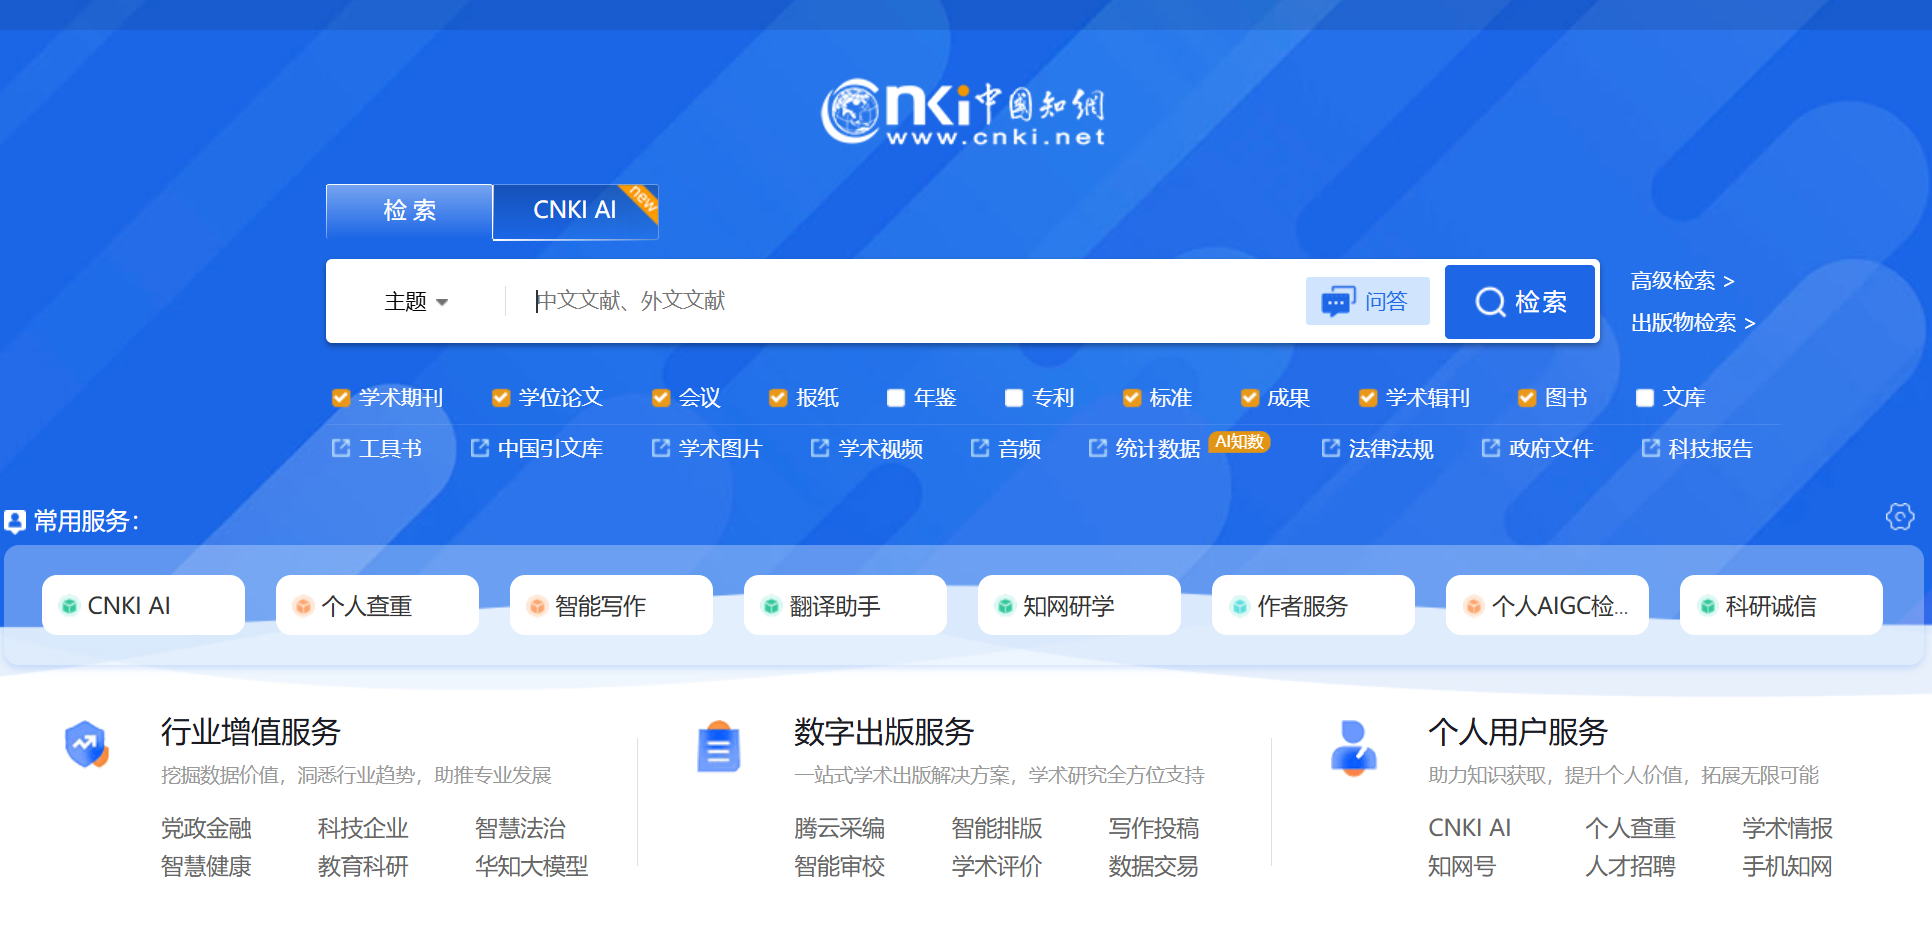 Cnki中国知網
www.cnki.net
检 索
CNKI AI
new
主题
中文文献、外文文献
问答
检索
高级检索 >
出版物检索 >
学术期刊 学位论文 会议 报纸 年鉴 专利 标准 成果 学术辑刊 图书 文库
工具书 中国引文库 学术图片 学术视频 音频 统计数据 AI知数 法律法规 政府文件 科技报告
常用服务：
CNKI AI 个人查重 智能写作 翻译助手 知网研学 作者服务 个人AIGC检... 科研诚信
行业增值服务
挖掘数据价值，洞悉行业趋势，助推专业发展
党政金融 科技企业 智慧法治
智慧健康 教育科研 华知大模型
数字出版服务
一站式学术出版解决方案，学术研究全方位支持
腾云采编 智能排版 写作投稿
智能审校 学术评价 数据交易
个人用户服务
助力知识获取，提升个人价值，拓展无限可能
CNKI AI 个人查重 学术情报
知网号 人才招聘 手机知网